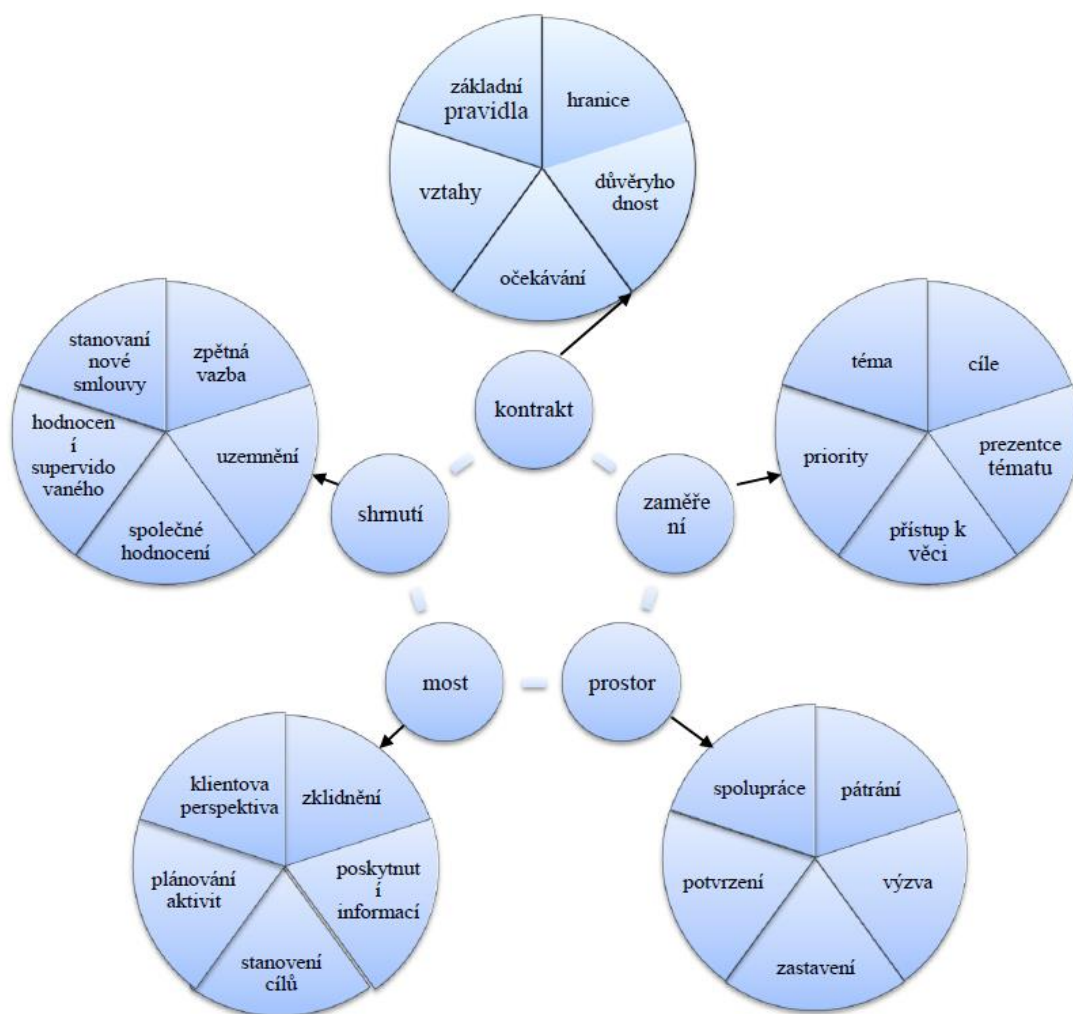 základní
pravidla
hranice
důvěryho
dnost
očekávání
vztahy
kontrakt
stanovaní
nové
smlouvy
zpětná
vazba
uzemnění
společné
hodnocení
hodnocen
í
supervido
vaného
shrnutí
zaměře
ní
téma
cíle
prezentce
tématu
přístup k
věci
priority
most
prostor
klientova
perspektiva
zklidnění
poskytnut
í
informací
stanovení
cílů
plánování
aktivit
spolupráce
pátrání
výzva
zastavení
potvrzení